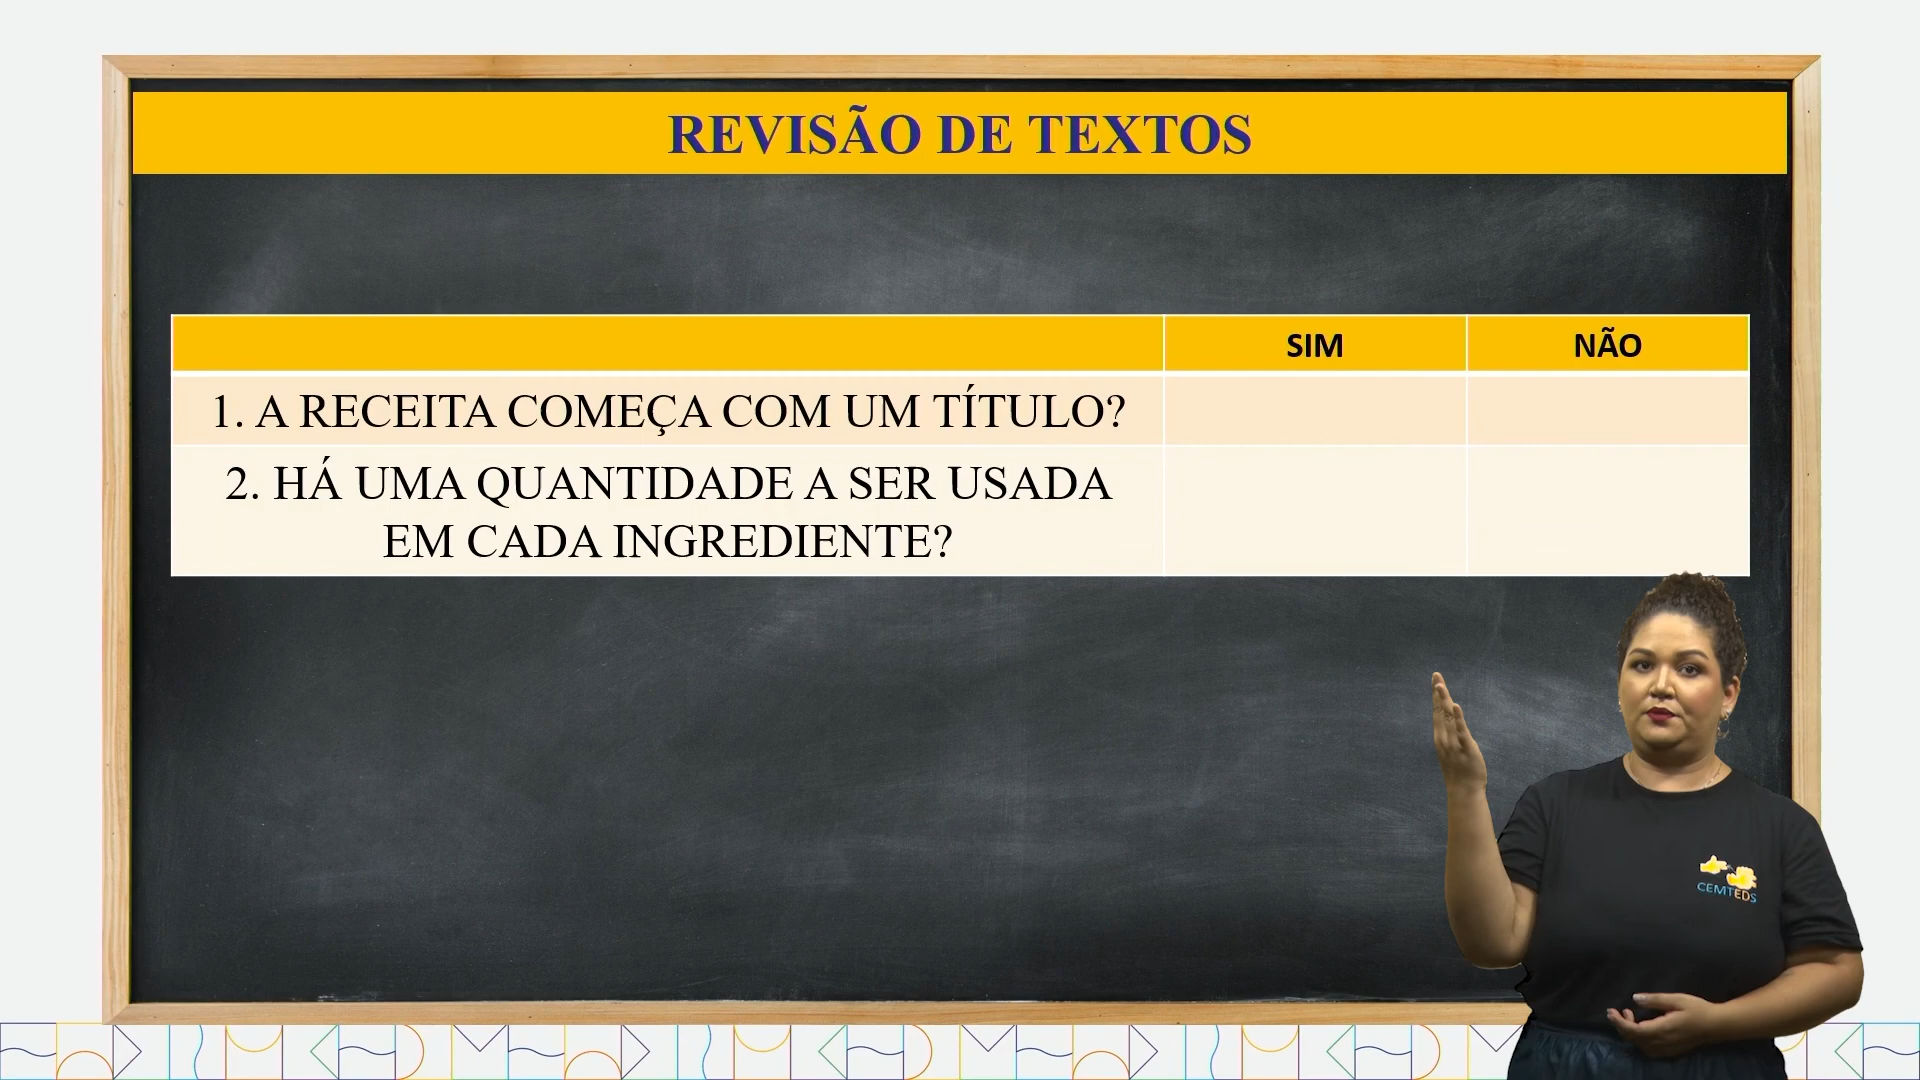 REVISÃO DE TEXTOS
SIM
NÃO
1. A RECEITA COMEÇA COM UM TÍTULO?
2. HÁ UMA QUANTIDADE A SER USADA
EM CADA INGREDIENTE?
CEMTEDS